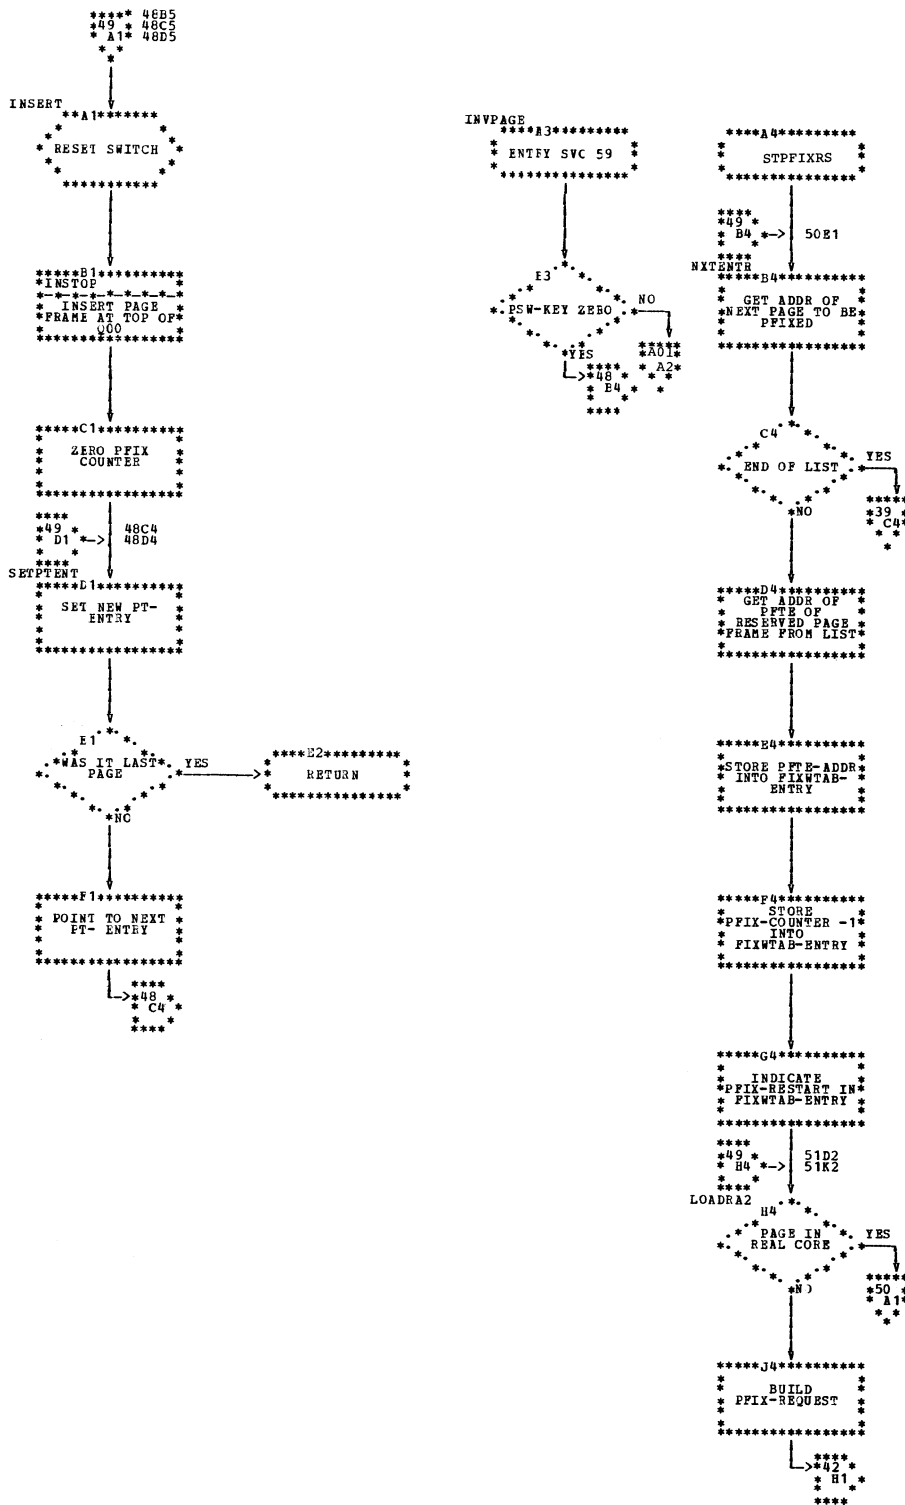 48B5
49 48C5
A1 48D5
INSERT
A1
RESET SWITCH
B1
INSTOP
INSERT PAGE
FRAME AT TOP OF
Q00
C1
ZERO PFIX
COUNTER
49 48C4
D1 48D4
SETPTENT
D1
SET NEW PT-
ENTRY
E1
WAS IT LAST YES
PAGE
NO
E2
RETURN
F1
POINT TO NEXT
PT- ENTRY
48
C4
INVPAGE
A3
ENTRY SVC 59
B3
PSW-KEY ZERO NO
YES
A01
A2
48
B4
A4
STPFIXRS
49
B4 50E1
NXTENTR
B4
GET ADDR OF
NEXT PAGE TO BE
PFIXED
C4
END OF LIST YES
NO
39
C4
D4
GET ADDR OF
PFTE OF
RESERVED PAGE
FRAME FROM LIST
E4
STORE PFTE-ADDR
INTO FIXWTAB-
ENTRY
F4
STORE
PFIX-COUNTER -1
INTO
FIXWTAB-ENTRY
G4
INDICATE
PFIX-RESTART IN
FIXWTAB-ENTRY
49 51D2
H4 51K2
LOADRA2
H4
PAGE IN YES
REAL CORE
NO
50
A1
J4
BUILD
PFIX-REQUEST
42
H1